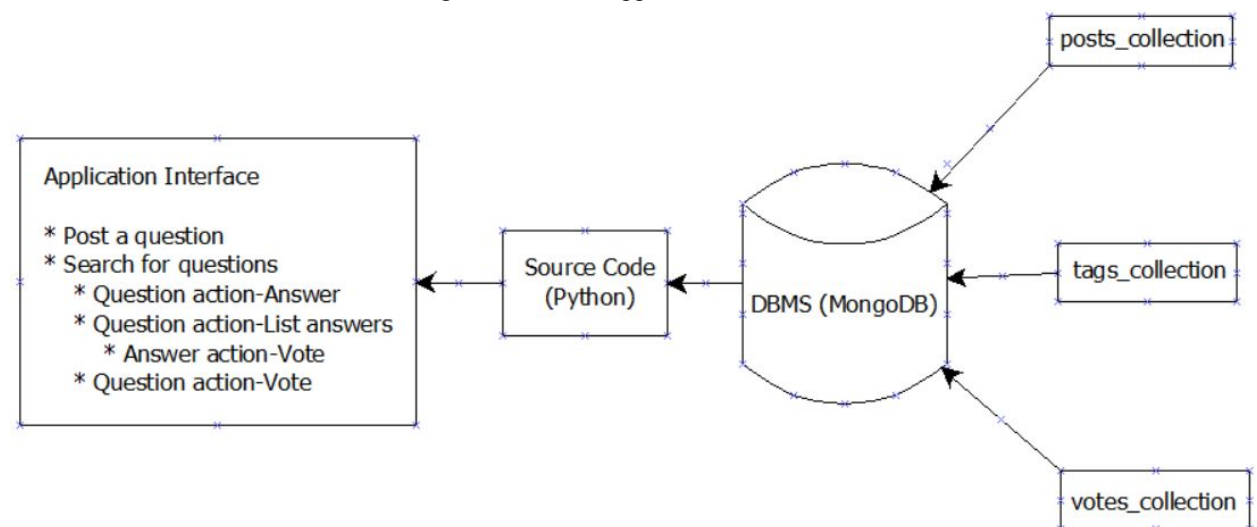 posts_collection
Application Interface
* Post a question
* Search for questions
* Question action-Answer
* Question action-List answers
* Answer action-Vote
* Question action-Vote
Source Code
(Python)
DBMS (MongoDB)
tags_collection
votes_collection